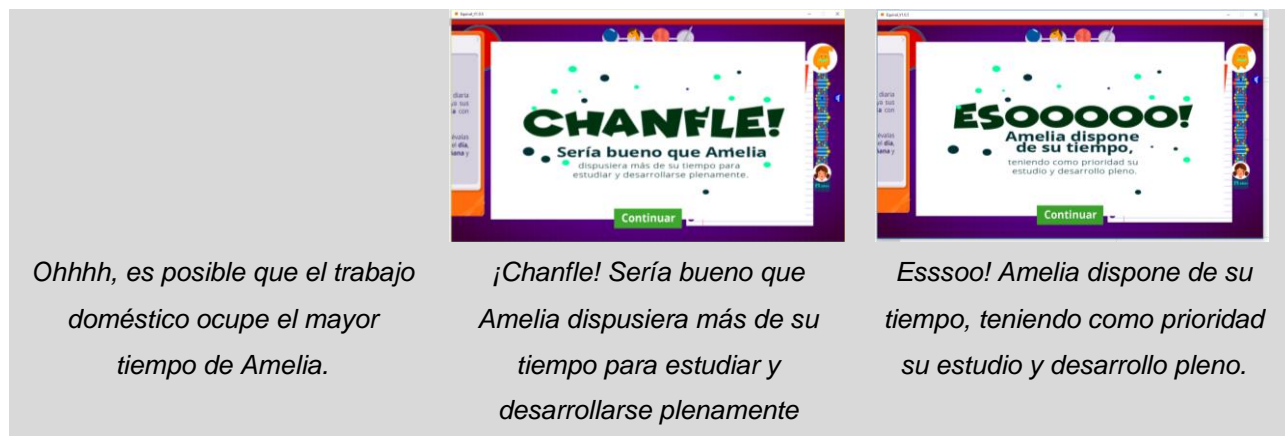 CHANFLE!
Sería bueno que Amelia
dispusiera más de su tiempo para
estudiar y desarrollarse plenamente.
Continuar
ESOOOOO!
Amelia dispone
de su tiempo,
teniendo como prioridad su
estudio y desarrollo pleno.
Continuar
Ohhhh, es posible que el trabajo
doméstico ocupe el mayor
tiempo de Amelia.
¡Chanfle! Sería bueno que
Amelia dispusiera más de su
tiempo para estudiar y
desarrollarse plenamente
Esssoo! Amelia dispone de su
tiempo, teniendo como prioridad
su estudio y desarrollo pleno.